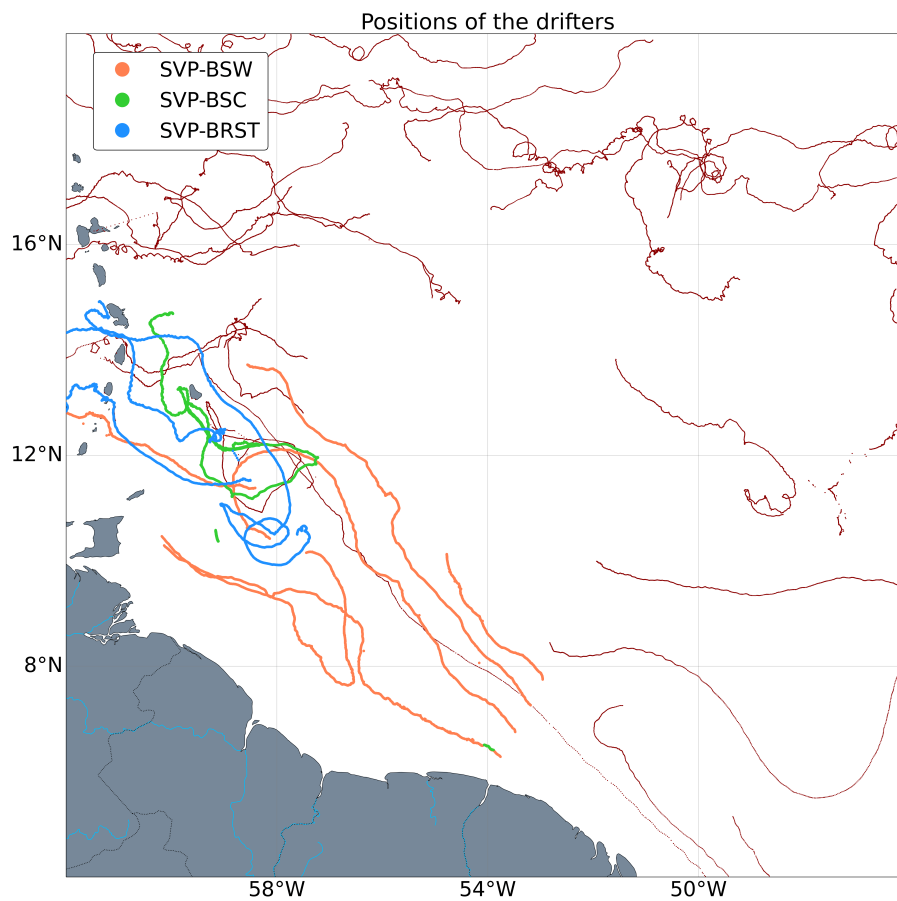 Positions of the drifters
SVP-BSW
SVP-BSC
SVP-BRST
16°N
12°N
8°N
58°W
54°W
50°W